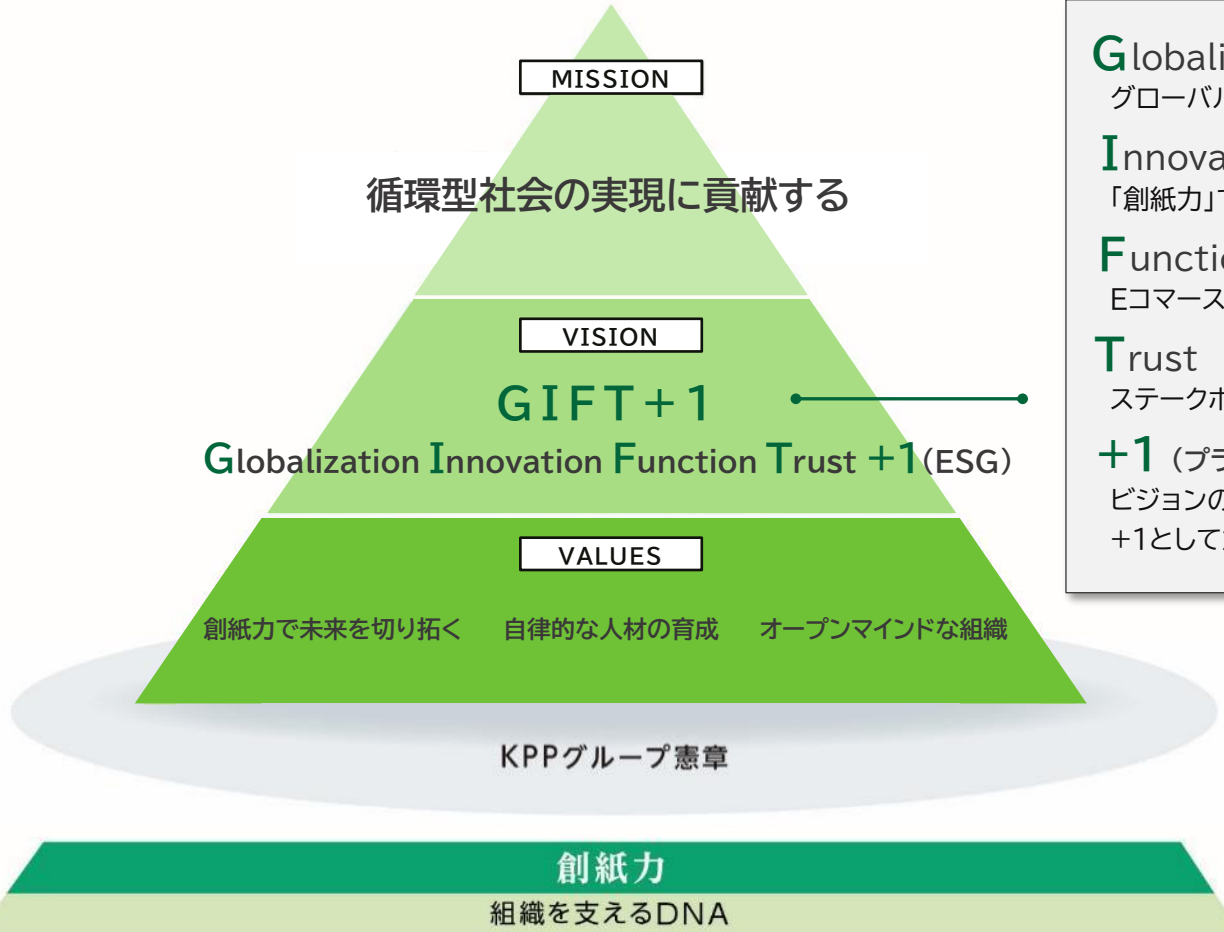 MISSION
循環型社会の実現に貢献する
VISION
GIFT+1
Globalization Innovation Function Trust +1(ESG)
VALUES
創紙力で未来を切り拓く 自律的な人材の育成 オープンマインドな組織
KPPグループ憲章
創紙力
組織を支えるDNA
Globali
グローバル
Innova
「創紙力」
Functi
Eコマース
Trust
ステークホ
+1 (プラ
ビジョンの
+1として